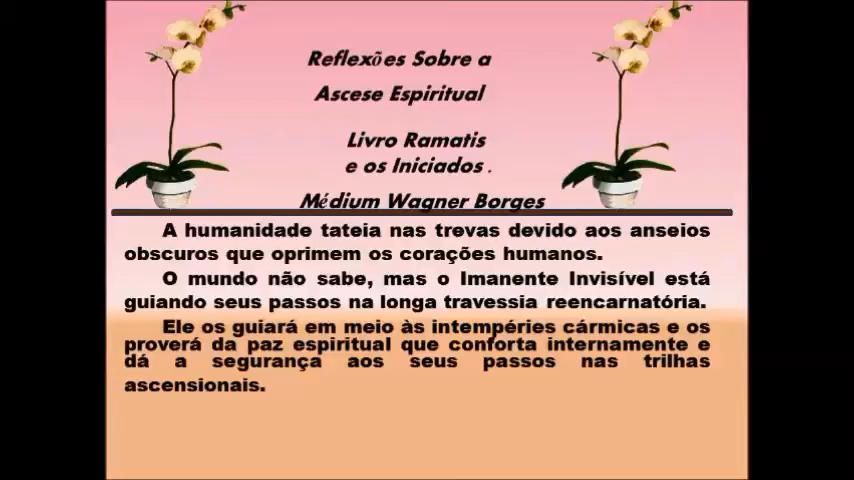 Reflexões Sobre a
Ascese Espiritual
Livro Ramatis
e os Iniciados .
Médium Wagner Borges
A humanidade tateia nas trevas devido aos anseios
obscuros que oprimem os corações humanos.
O mundo não sabe, mas o Imanente Invisível está
guiando seus passos na longa travessia reencarnatória.
Ele os guiará em meio às intempéries cármicas e os
proverá da paz espiritual que conforta internamente e
dá a segurança aos seus passos nas trilhas
ascensionais.